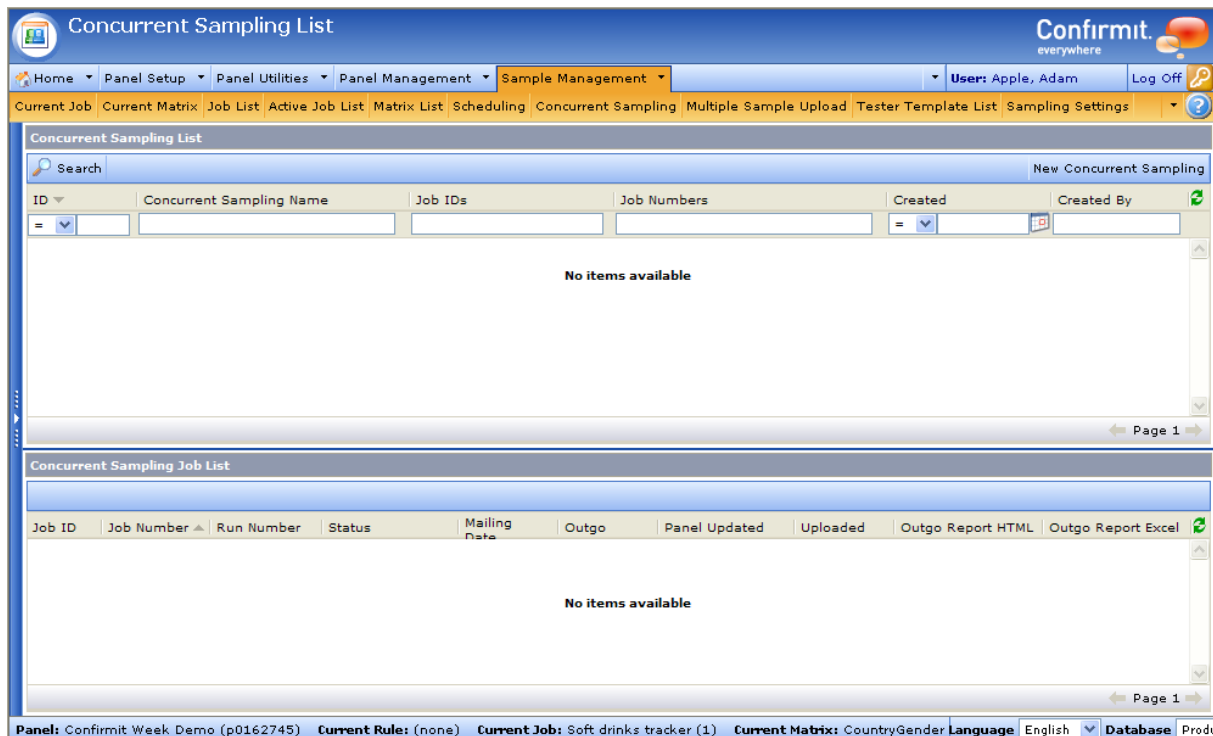 Concurrent Sampling List
Confirmit.
everywhere
Home Panel Setup Panel Utilities Panel Management Sample Management User: Apple, Adam Log Off
Current Job Current Matrix Job List Active Job List Matrix List Scheduling Concurrent Sampling Multiple Sample Upload Tester Template List Sampling Settings
Concurrent Sampling List
Search New Concurrent Sampling
ID Concurrent Sampling Name Job IDs Job Numbers Created Created By
= =
No items available
Page 1
Concurrent Sampling Job List
Job ID Job Number Run Number Status Mailing Date Outgo Panel Updated Uploaded Outgo Report HTML Outgo Report Excel
No items available
Page 1
Panel: Confirmit Week Demo (p0162745) Current Rule: (none) Current Job: Soft drinks tracker (1) Current Matrix: CountryGender Language English Database Produ